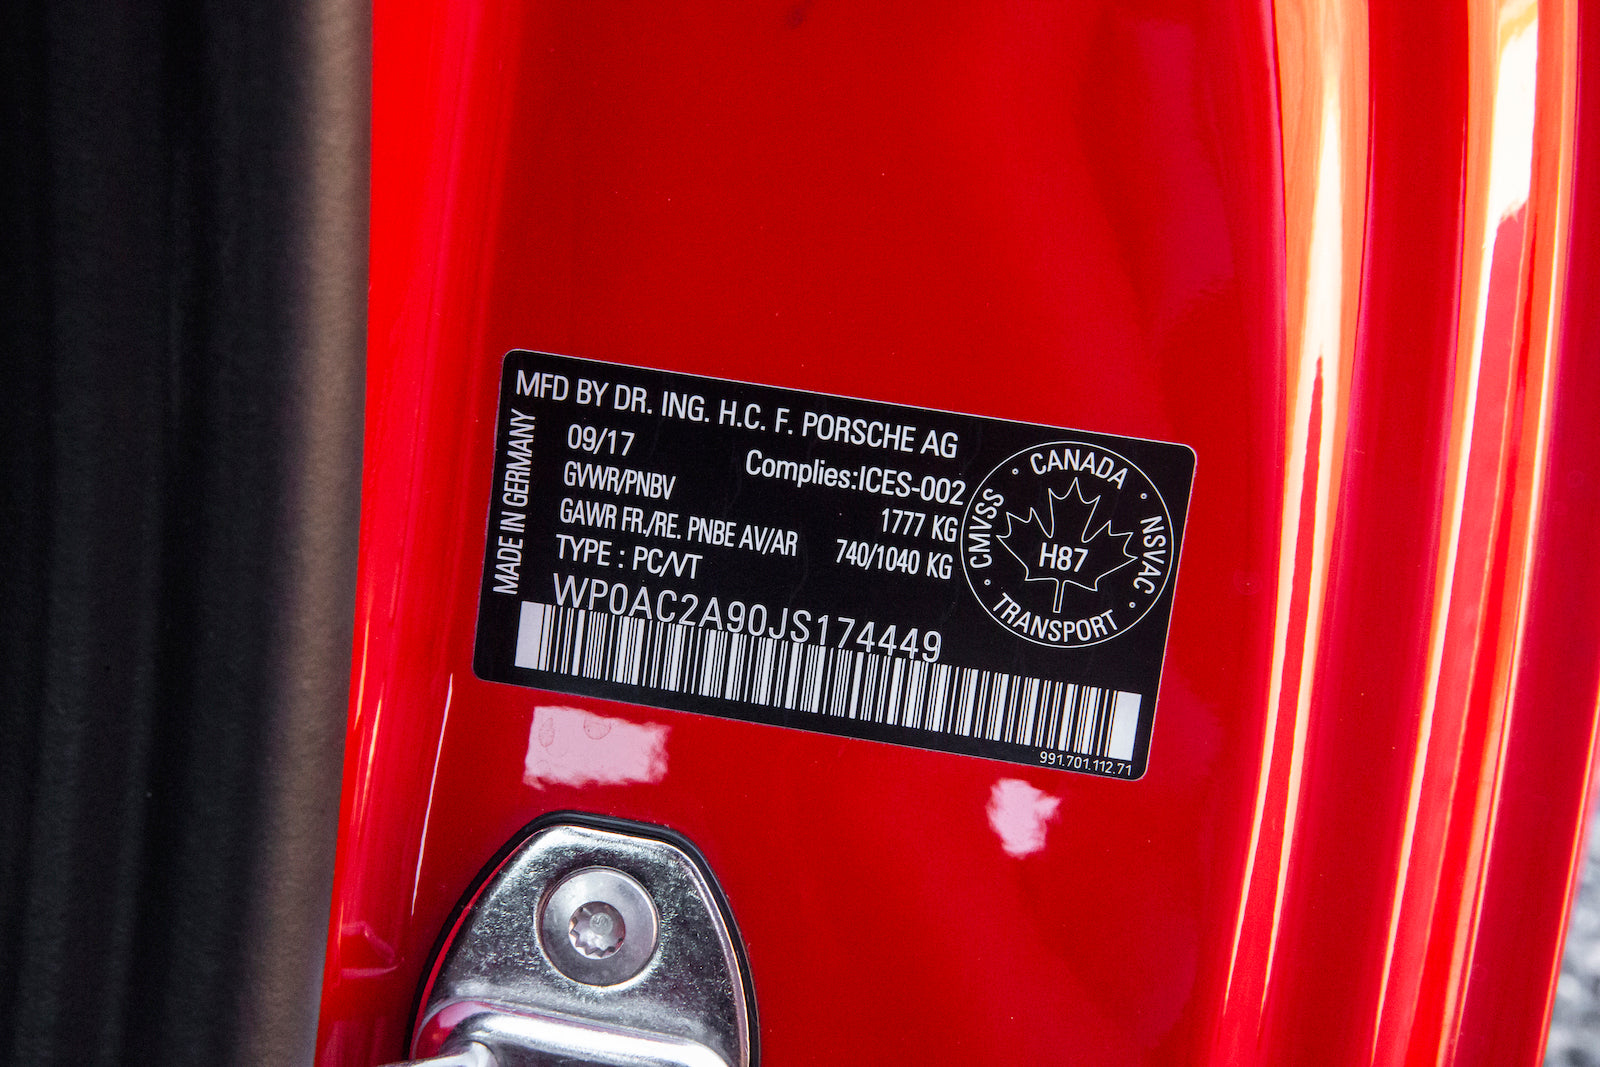 MFD BY DR. ING. H.C. F. PORSCHE AG
MADE IN GERMANY
09/17
Complies:ICES-002
GVWR/PNBV 1777 KG
GAWR FR./RE. PNBE AV/AR 740/1040 KG
TYPE : PC/VT
WP0AC2A90JS174449
· CANADA ·
CMVSS
NSVAC
H87
· TRANSPORT ·
991.701.112.71